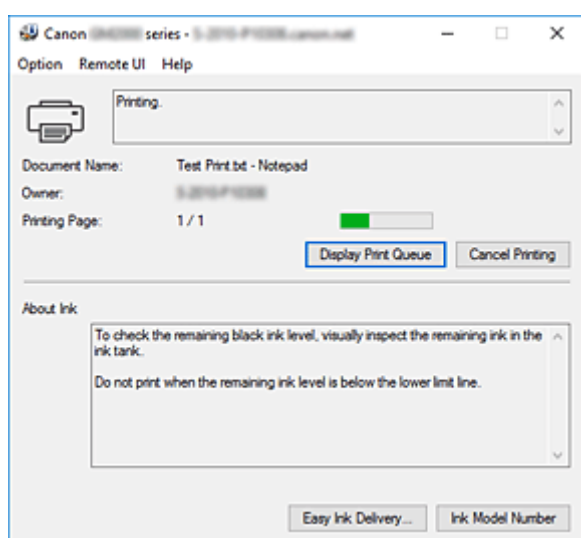 Canon series -
Option Remote UI Help
Printing.
Document Name: Test Print.txt - Notepad
Owner:
Printing Page: 1 / 1
Display Print Queue Cancel Printing
About Ink
To check the remaining black ink level, visually inspect the remaining ink in the
ink tank.
Do not print when the remaining ink level is below the lower limit line.
Easy Ink Delivery... Ink Model Number